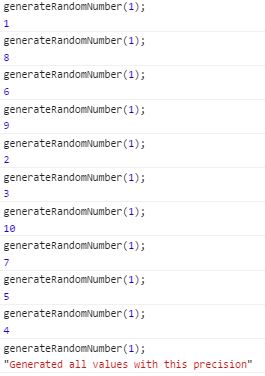 generateRandomNumber(1);
1
generateRandomNumber(1);
8
generateRandomNumber(1);
6
generateRandomNumber(1);
9
generateRandomNumber(1);
2
generateRandomNumber(1);
3
generateRandomNumber(1);
10
generateRandomNumber(1);
7
generateRandomNumber(1);
5
generateRandomNumber(1);
4
generateRandomNumber(1);
"Generated all values with this precision"